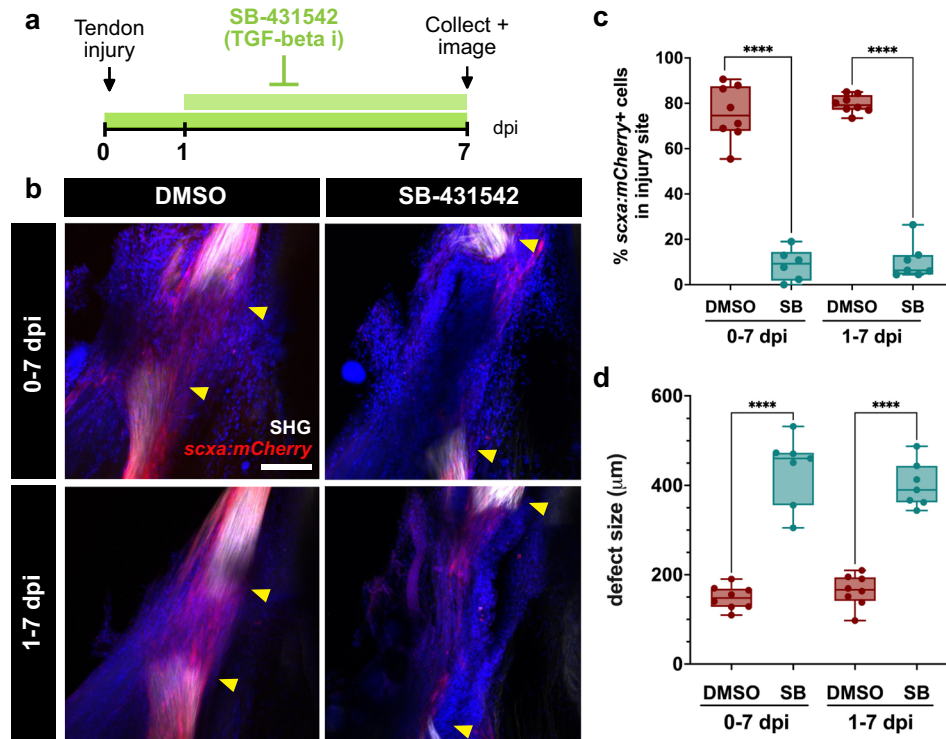 a
Tendon
injury
SB-431542
(TGF-beta i)
Collect +
image
dpi
0
1
7
b
DMSO
SB-431542
0-7 dpi
SHG
scxa:mCherry
1-7 dpi
c
% scxa:mCherry+ cells
in injury site
100
80
60
40
20
0
****
****
DMSO
SB
DMSO
SB
0-7 dpi
1-7 dpi
d
defect size (μm)
600
400
200
0
****
****
DMSO
SB
DMSO
SB
0-7 dpi
1-7 dpi